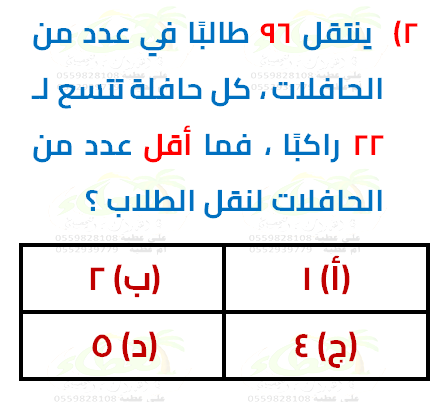 ٢) ينتقل ٩٦ طالبًا في عدد من
الحافلات ، كل حافلة تتسع لـ
٢٢ راكبًا ، فما أقل عدد من
الحافلات لنقل الطلاب ؟
(أ) ١
(ب) ٢
(ج) ٤
(د) ٥